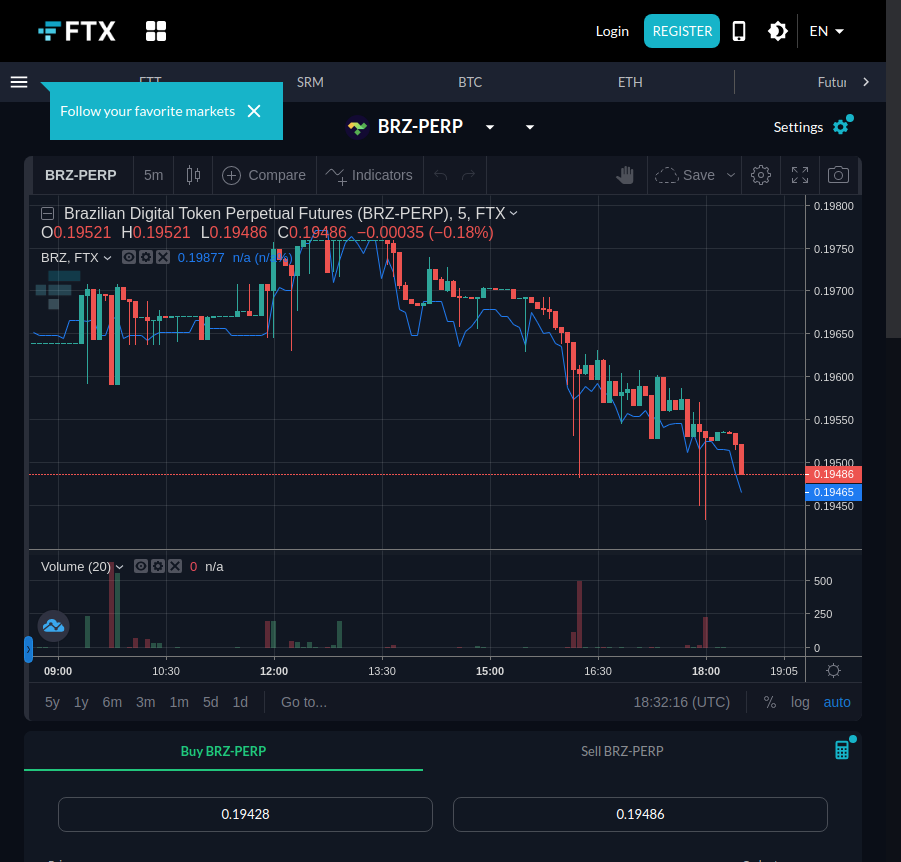 FTX
Login
REGISTER
EN
FTT
SRM
BTC
ETH
Futur
Follow your favorite markets
BRZ-PERP
Settings
BRZ-PERP
5m
Compare
Indicators
Save
Brazilian Digital Token Perpetual Futures (BRZ-PERP), 5, FTX
O0.19521 H0.19521 L0.19486 C0.19486 −0.00035 (−0.18%)
BRZ, FTX
0.19877 n/a (n/a%)
0.19800
0.19750
0.19700
0.19650
0.19600
0.19550
0.19500
0.19486
0.19465
0.19450
Volume (20)
0 n/a
500
250
0
09:00
10:30
12:00
13:30
15:00
16:30
18:00
19:05
5y 1y 6m 3m 1m 5d 1d
Go to...
18:32:16 (UTC)
%
log
auto
Buy BRZ-PERP
Sell BRZ-PERP
0.19428
0.19486